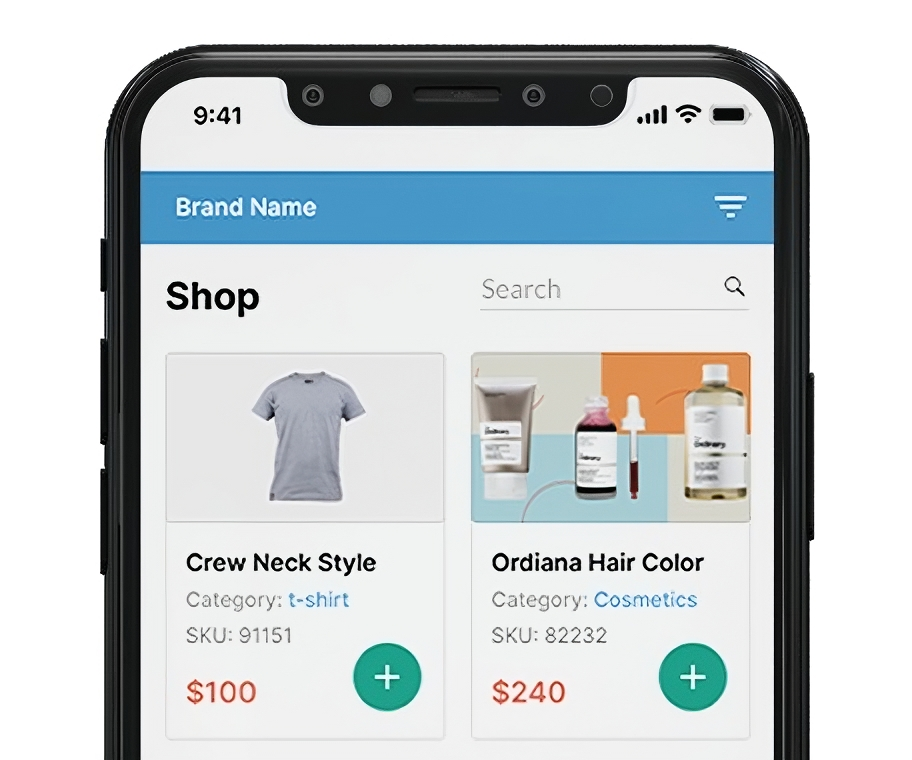 9:41
Brand Name
Shop
Search
Crew Neck Style
Category: t-shirt
SKU: 91151
$100
+
Ordiana Hair Color
Category: Cosmetics
SKU: 82232
$240
+